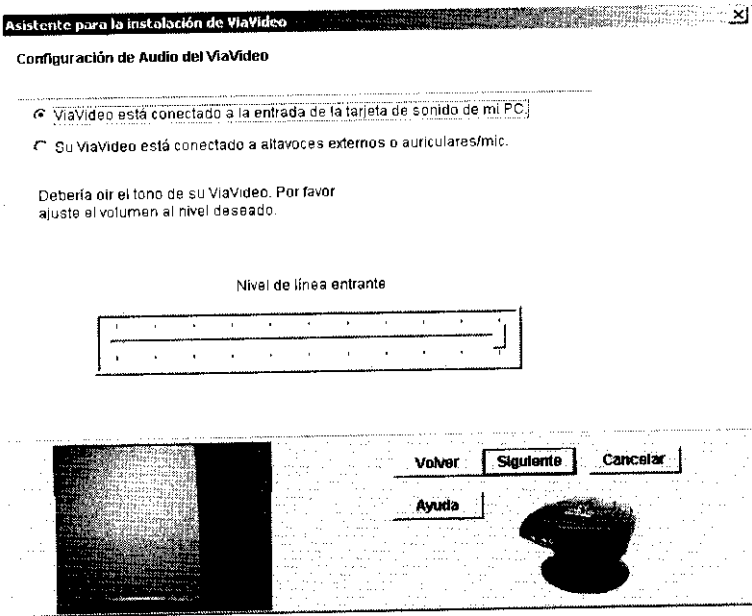 Asistente para la instalación de ViaVideo
Configuración de Audio del ViaVideo
ViaVideo está conectado a la entrada de la tarjeta de sonido de mi PC.
Su ViaVideo está conectado a altavoces externos o auriculares/mic.
Debería oir el tono de su ViaVideo. Por favor
ajuste el volumen al nivel deseado.
Nivel de línea entrante
Volver
Siguiente
Cancelar
Ayuda